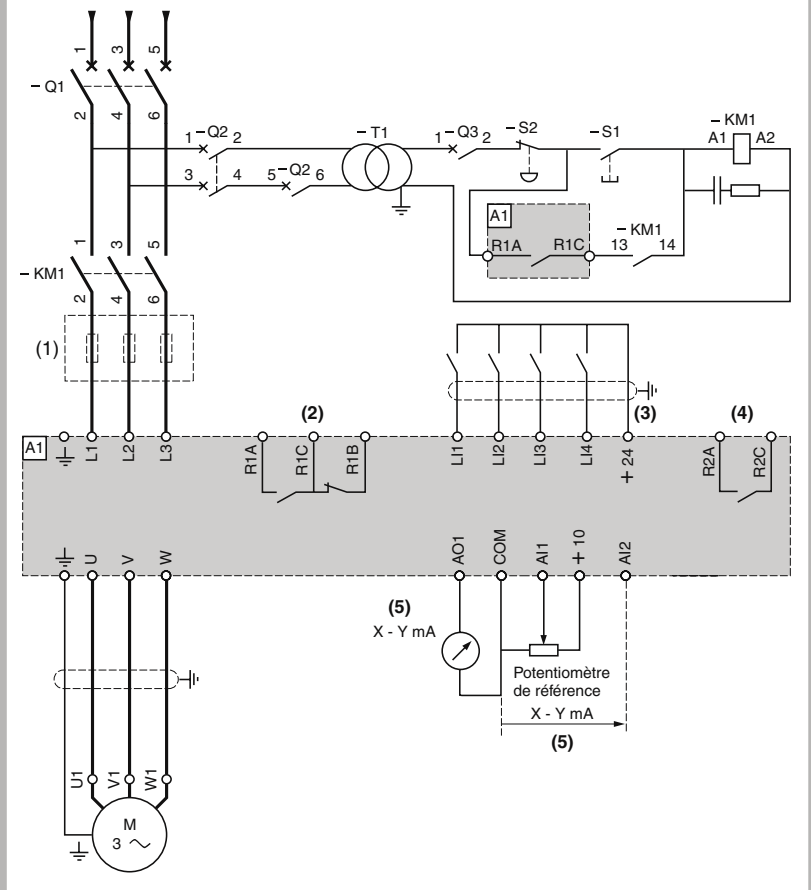 1 3 5
– Q1
2 4 6
1 – Q2 2
– T1
1 – Q3 2
– S2
– S1
– KM1
A1 A2
3 4 5 – Q2 6
A1
R1A R1C
– KM1
13 14
1 3 5
– KM1
2 4 6
(1)
(2)
(3)
(4)
A1
L1 L2 L3
R1A R1C R1B
LI1 LI2 LI3 LI4 + 24
R2A R2C
U V W
AO1 COM AI1 + 10 AI2
(5)
X - Y mA
Potentiomètre
de référence
X - Y mA
(5)
U1 V1 W1
M
3